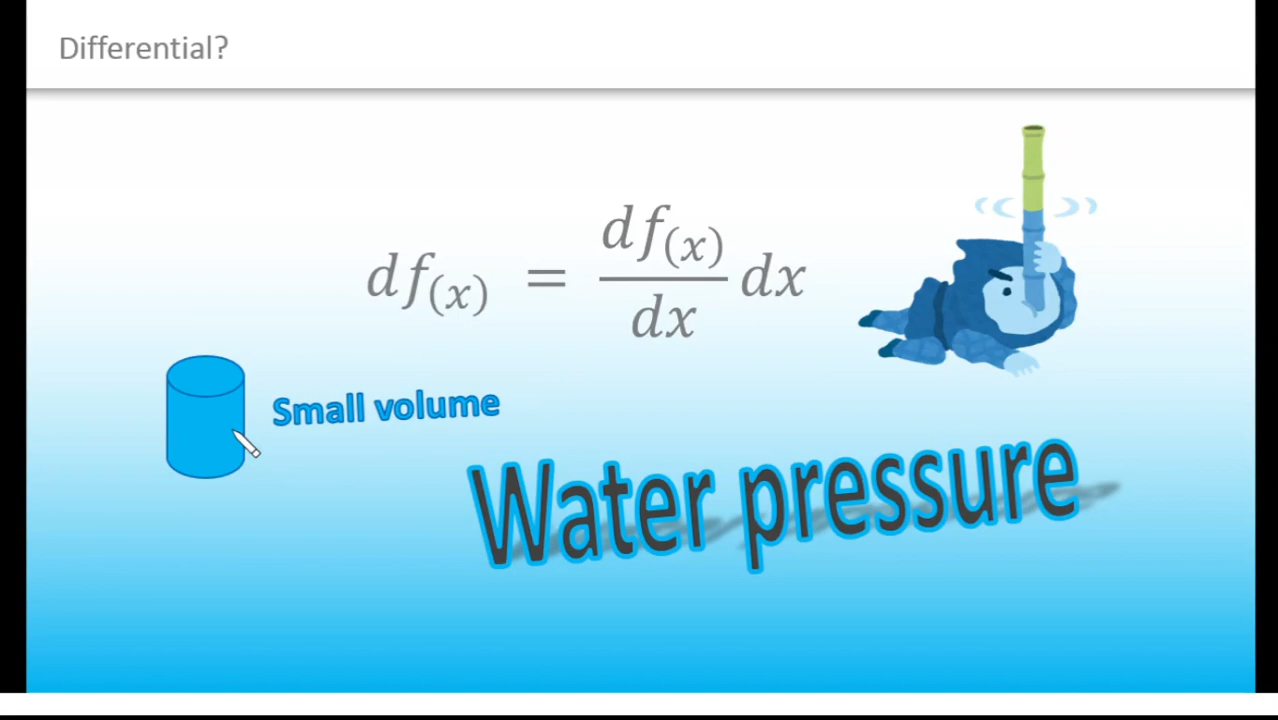 Differential?
df(x) = df(x)/dx dx
Small volume
Water pressure